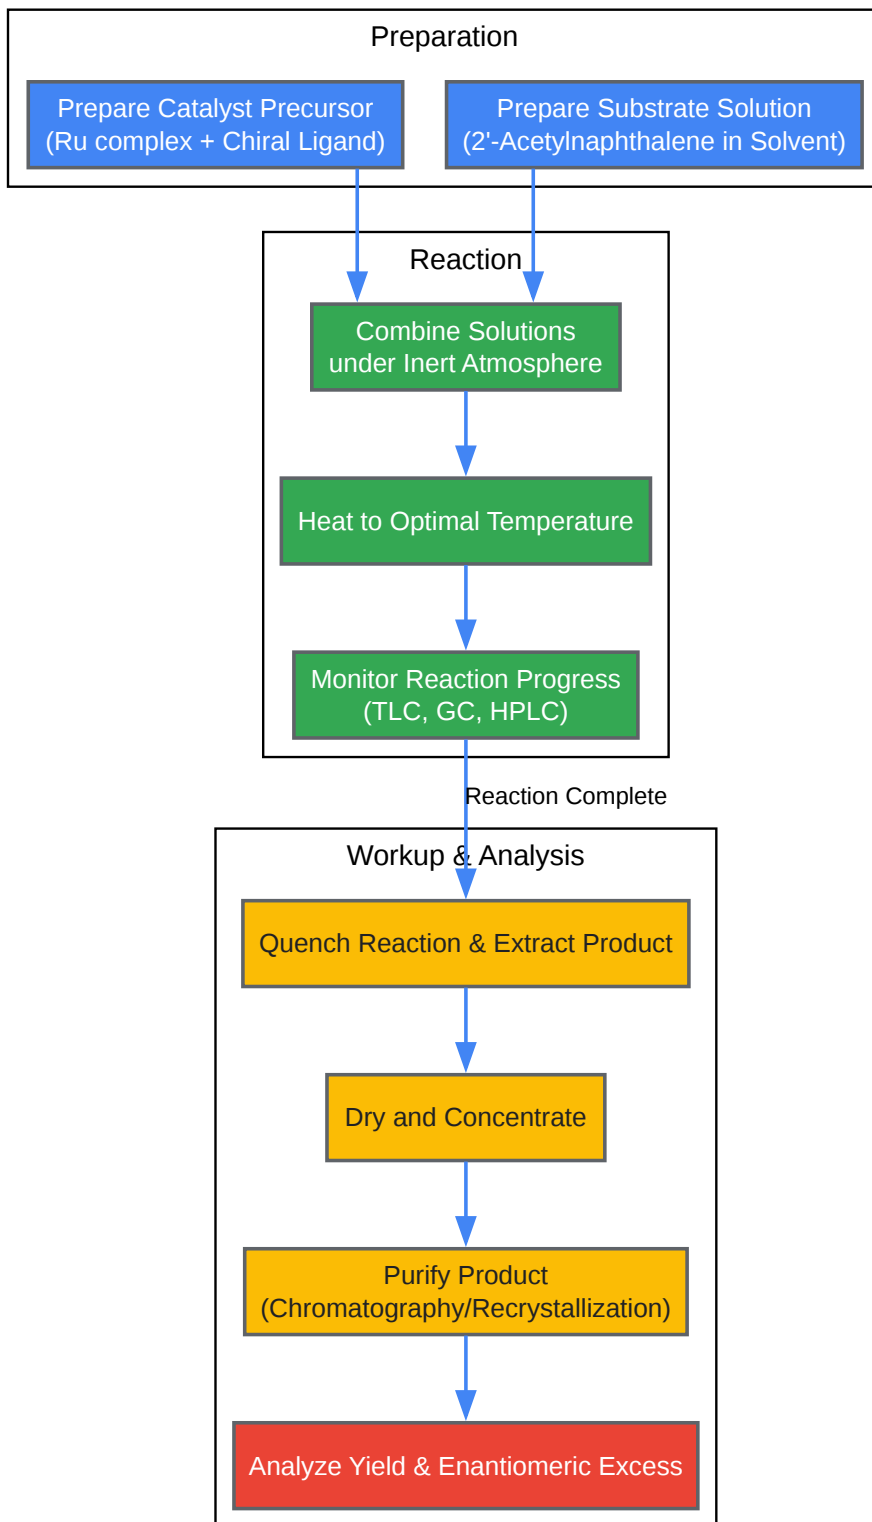 Preparation
Prepare Catalyst Precursor
(Ru complex + Chiral Ligand)
Prepare Substrate Solution
(2'-Acetylnaphthalene in Solvent)
Reaction
Combine Solutions
under Inert Atmosphere
Heat to Optimal Temperature
Monitor Reaction Progress
(TLC, GC, HPLC)
Reaction Complete
Workup & Analysis
Quench Reaction & Extract Product
Dry and Concentrate
Purify Product
(Chromatography/Recrystallization)
Analyze Yield & Enantiomeric Excess